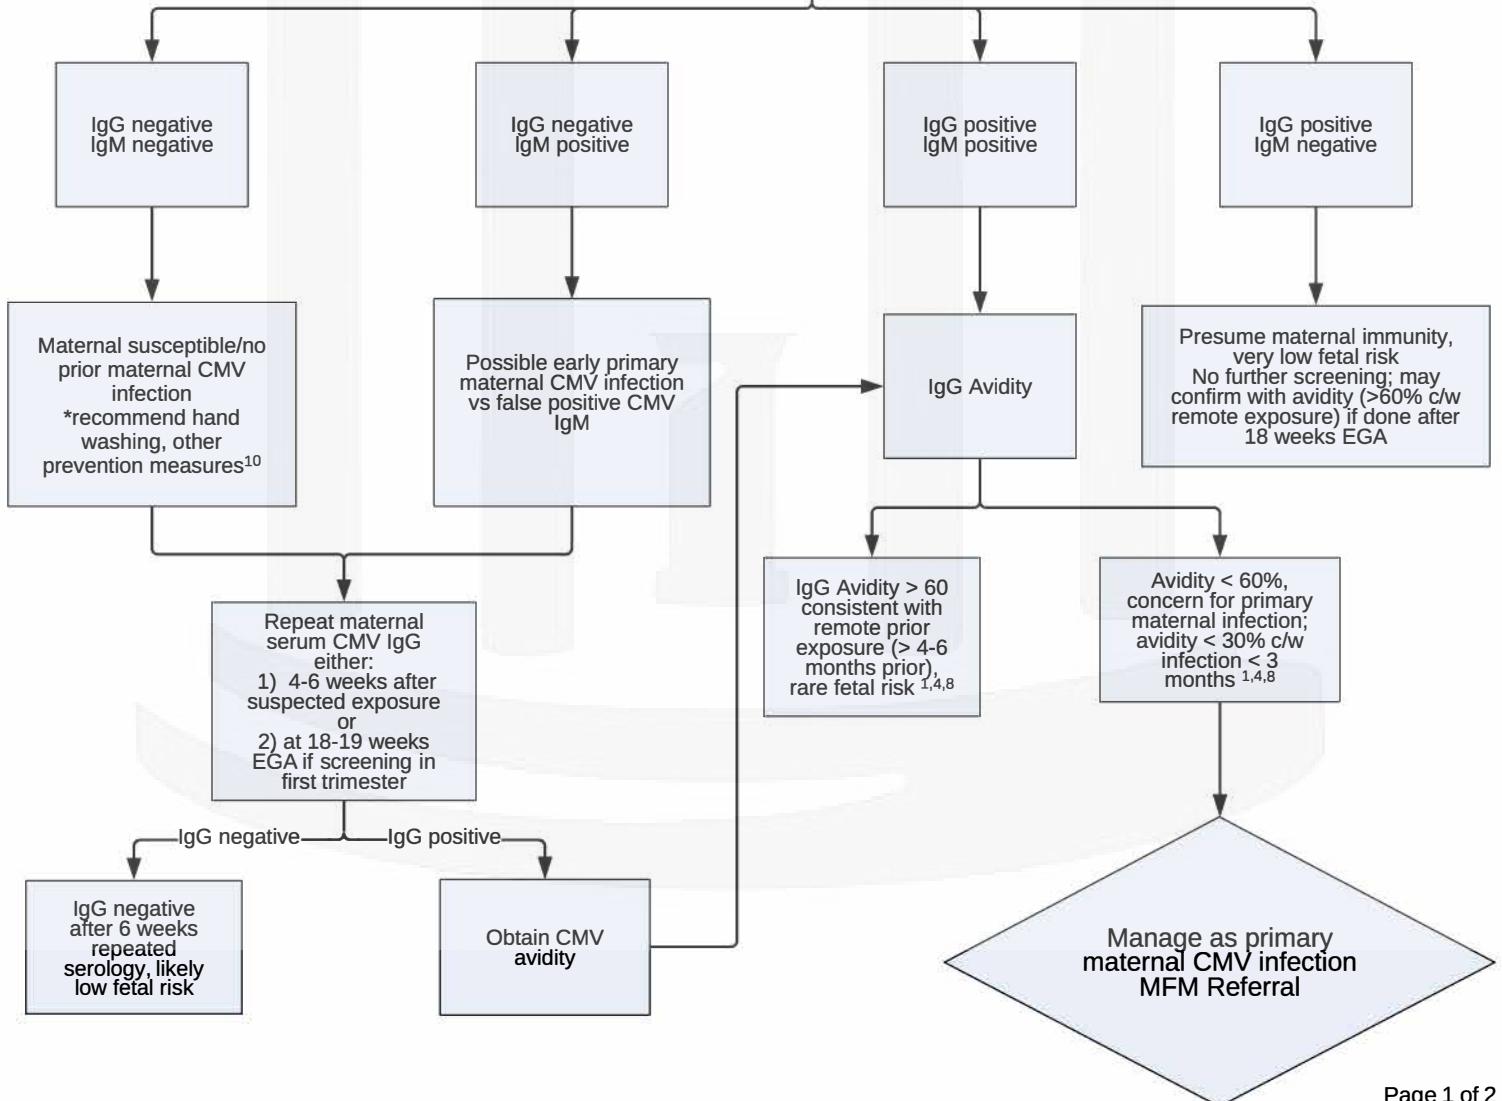 IgG negative
IgM negative
IgG negative
IgM positive
IgG positive
IgM positive
IgG positive
IgM negative
Maternal susceptible/no
prior maternal CMV
infection
*recommend hand
washing, other
prevention measures10
Possible early primary
maternal CMV infection
vs false positive CMV
IgM
IgG Avidity
Presume maternal immunity,
very low fetal risk
No further screening; may
confirm with avidity (>60% c/w
remote exposure) if done after
18 weeks EGA
Repeat maternal
serum CMV IgG
either:
1) 4-6 weeks after
suspected exposure
or
2) at 18-19 weeks
EGA if screening in
first trimester
IgG Avidity > 60
consistent with
remote prior
exposure (> 4-6
months prior),
rare fetal risk 1,4,8
Avidity < 60%,
concern for primary
maternal infection;
avidity < 30% c/w
infection < 3
months 1,4,8
IgG negative
IgG positive
IgG negative
after 6 weeks
repeated
serology, likely
low fetal risk
Obtain CMV
avidity
Manage as primary
maternal CMV infection
MFM Referral
Page 1 of 2